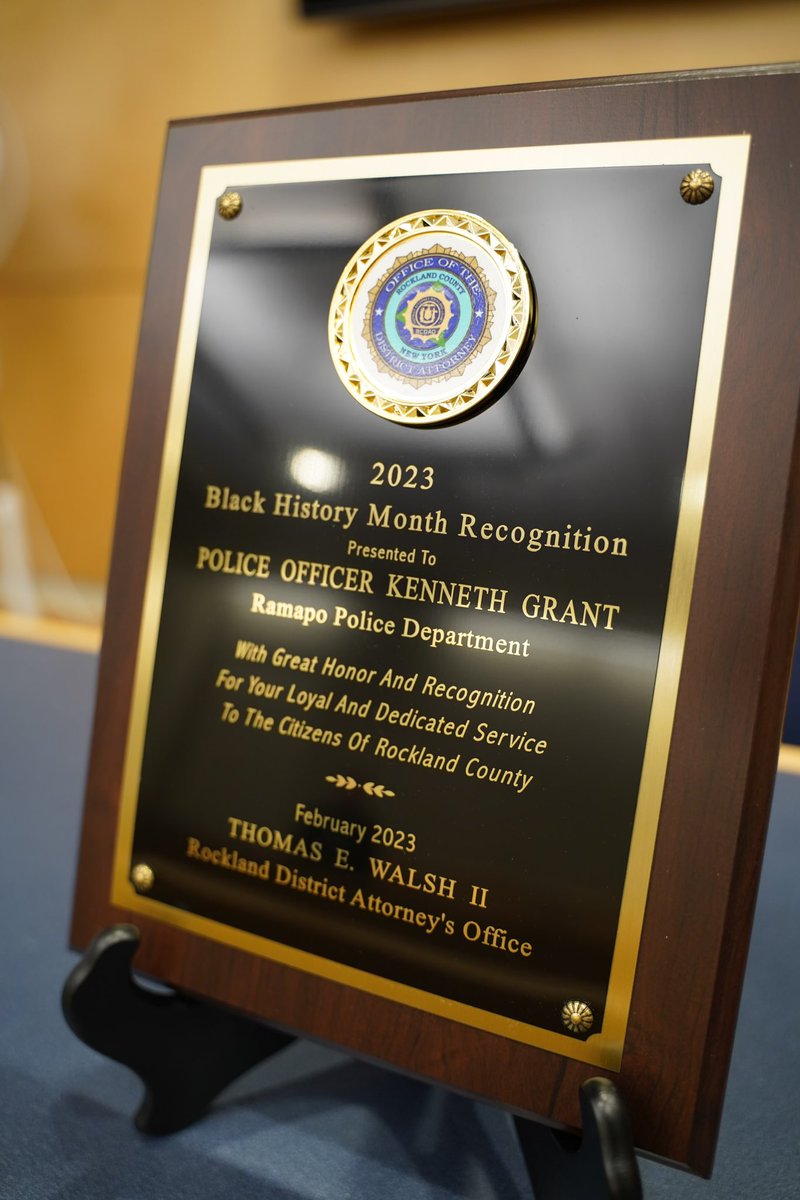 OFFICE OF THE
ROCKLAND COUNTY
NEW YORK
DISTRICT ATTORNEY
2023
Black History Month Recognition
Presented To
POLICE OFFICER KENNETH GRANT
Ramapo Police Department
With Great Honor And Recognition
For Your Loyal And Dedicated Service
To The Citizens Of Rockland County
February 2023
THOMAS E. WALSH II
Rockland District Attorney's Office